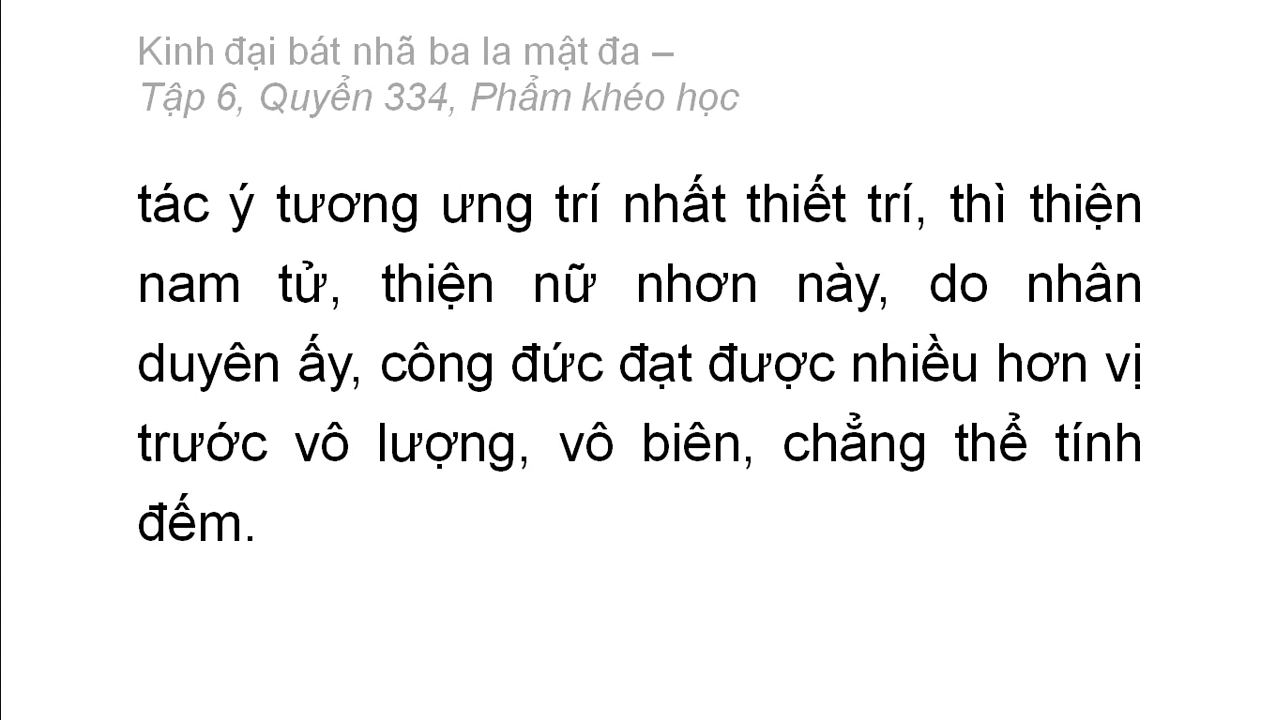 Kinh đại bát nhã ba la mật đa –
Tập 6, Quyển 334, Phẩm khéo học
tác ý tương ưng trí nhất thiết trí, thì thiện
nam tử, thiện nữ nhơn này, do nhân
duyên ấy, công đức đạt được nhiều hơn vị
trước vô lượng, vô biên, chẳng thể tính
đếm.